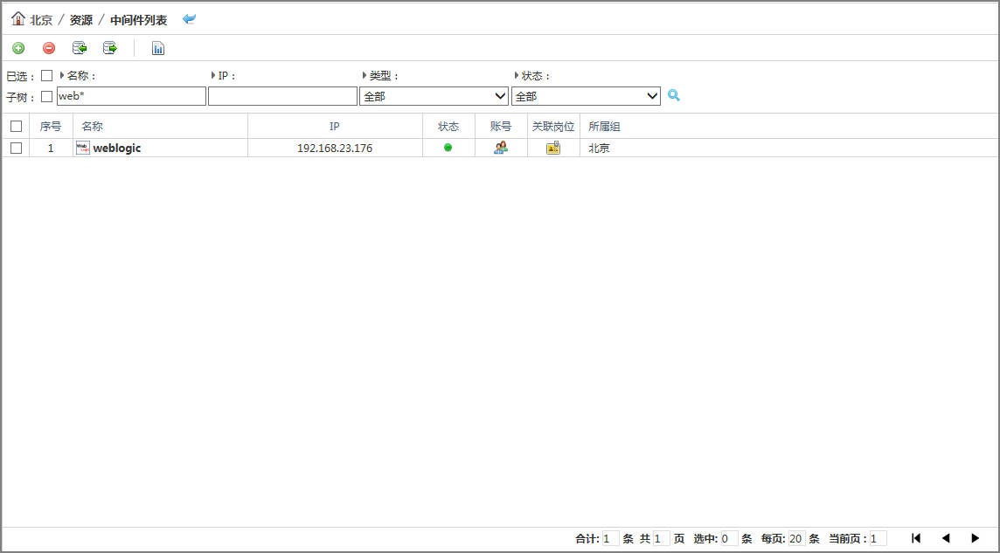 北京 / 资源 / 中间件列表
已选： 名称： IP： 类型： 状态：
子树： web* 全部 全部
序号 名称 IP 状态 账号 关联岗位 所属组
1 weblogic 192.168.23.176 北京
合计: 1 条 共 1 页 选中: 0 条 每页: 20 条 当前页：1